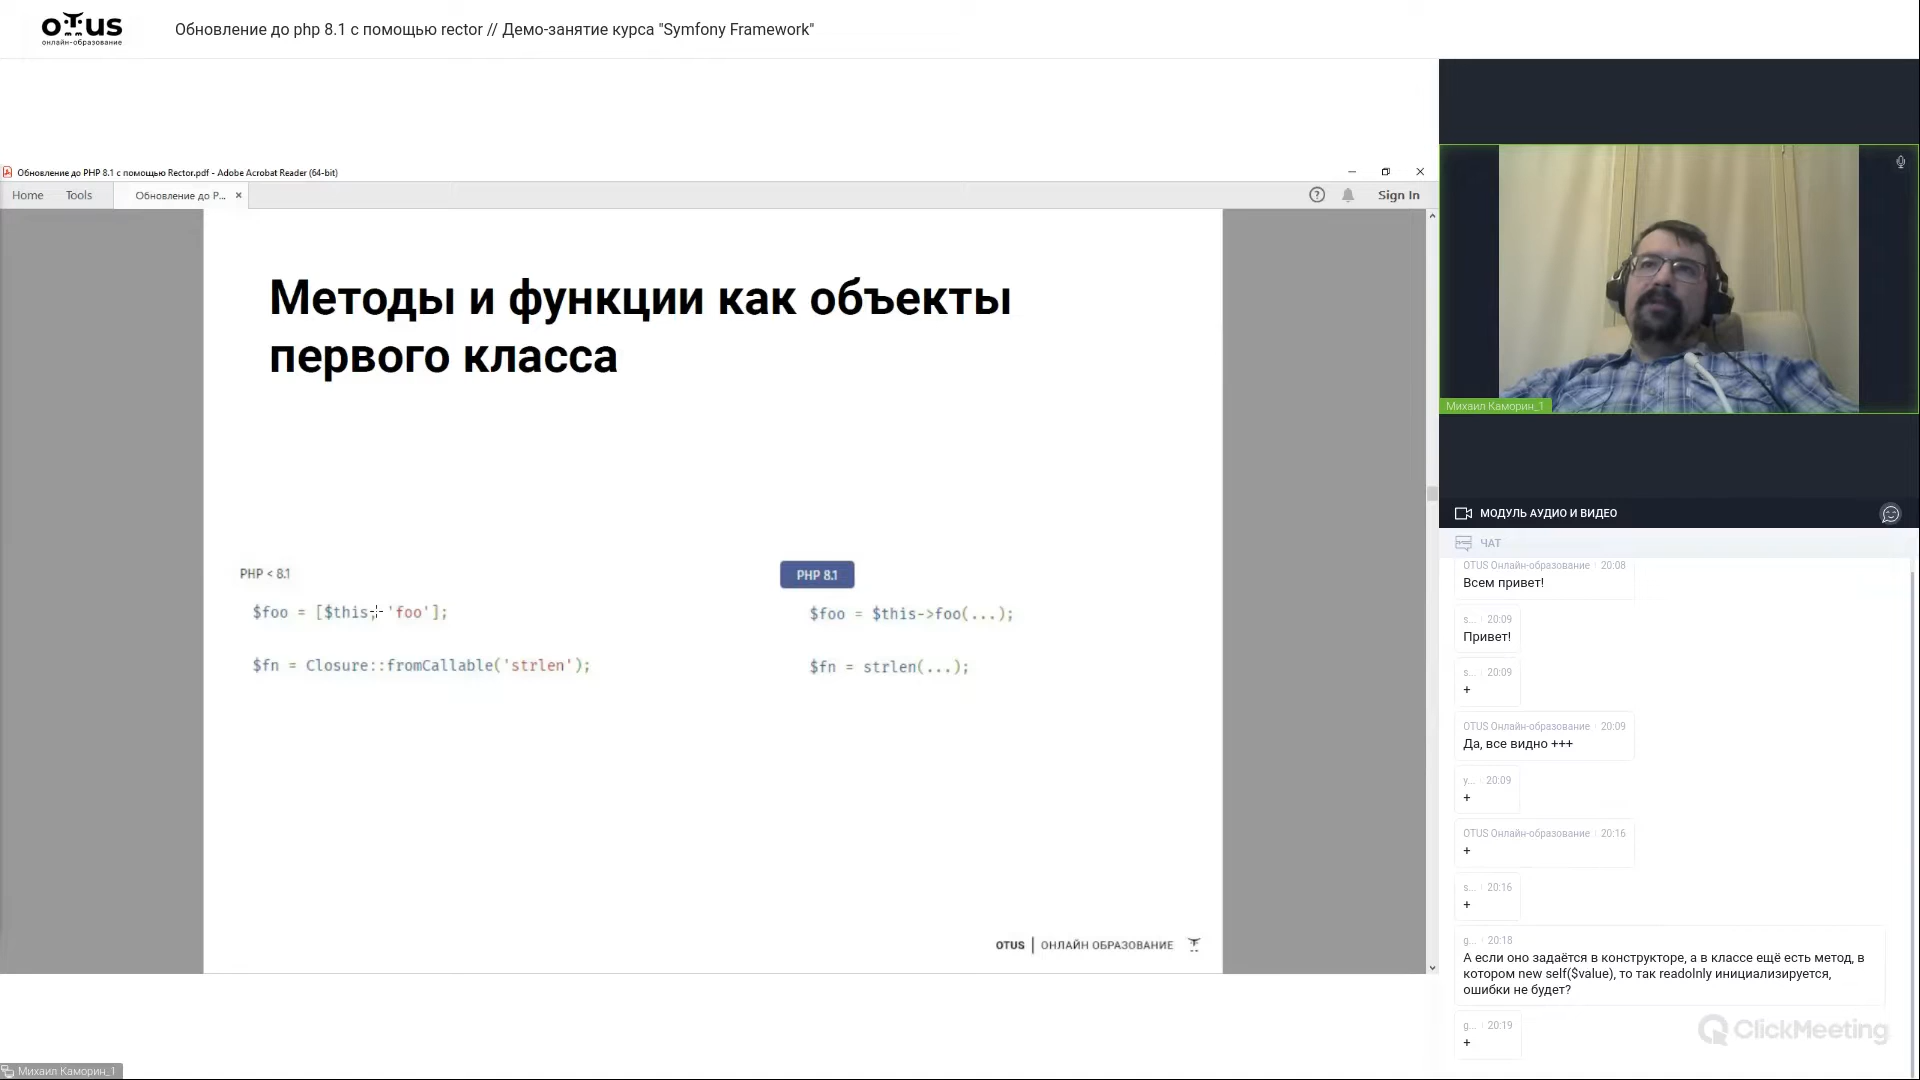 OTUS
онлайн-образование
Обновление до php 8.1 с помощью rector // Демо-занятие курса "Symfony Framework"
Обновление до PHP 8.1 с помощью Rector.pdf - Adobe Acrobat Reader (64-bit)
Home Tools Обновление до P... × Sign In
Методы и функции как объекты
первого класса
PHP < 8.1
$foo = [$this, 'foo'];
$fn = Closure::fromCallable('strlen');
PHP 8.1
$foo = $this->foo(...);
$fn = strlen(...);
OTUS | ОНЛАЙН ОБРАЗОВАНИЕ
Михаил Каморин_1
Михаил Каморин_1
МОДУЛЬ АУДИО И ВИДЕО
ЧАТ
OTUS Онлайн-образование 20:08
Всем привет!
s... 20:09
Привет!
s... 20:09
+
OTUS Онлайн-образование 20:09
Да, все видно +++
y... 20:09
+
OTUS Онлайн-образование 20:16
+
s... 20:16
+
g... 20:18
А если оно задаётся в конструкторе, а в классе ещё есть метод, в
котором new self($value), то так readolnly инициализируется,
ошибки не будет?
g... 20:19
+
ClickMeeting